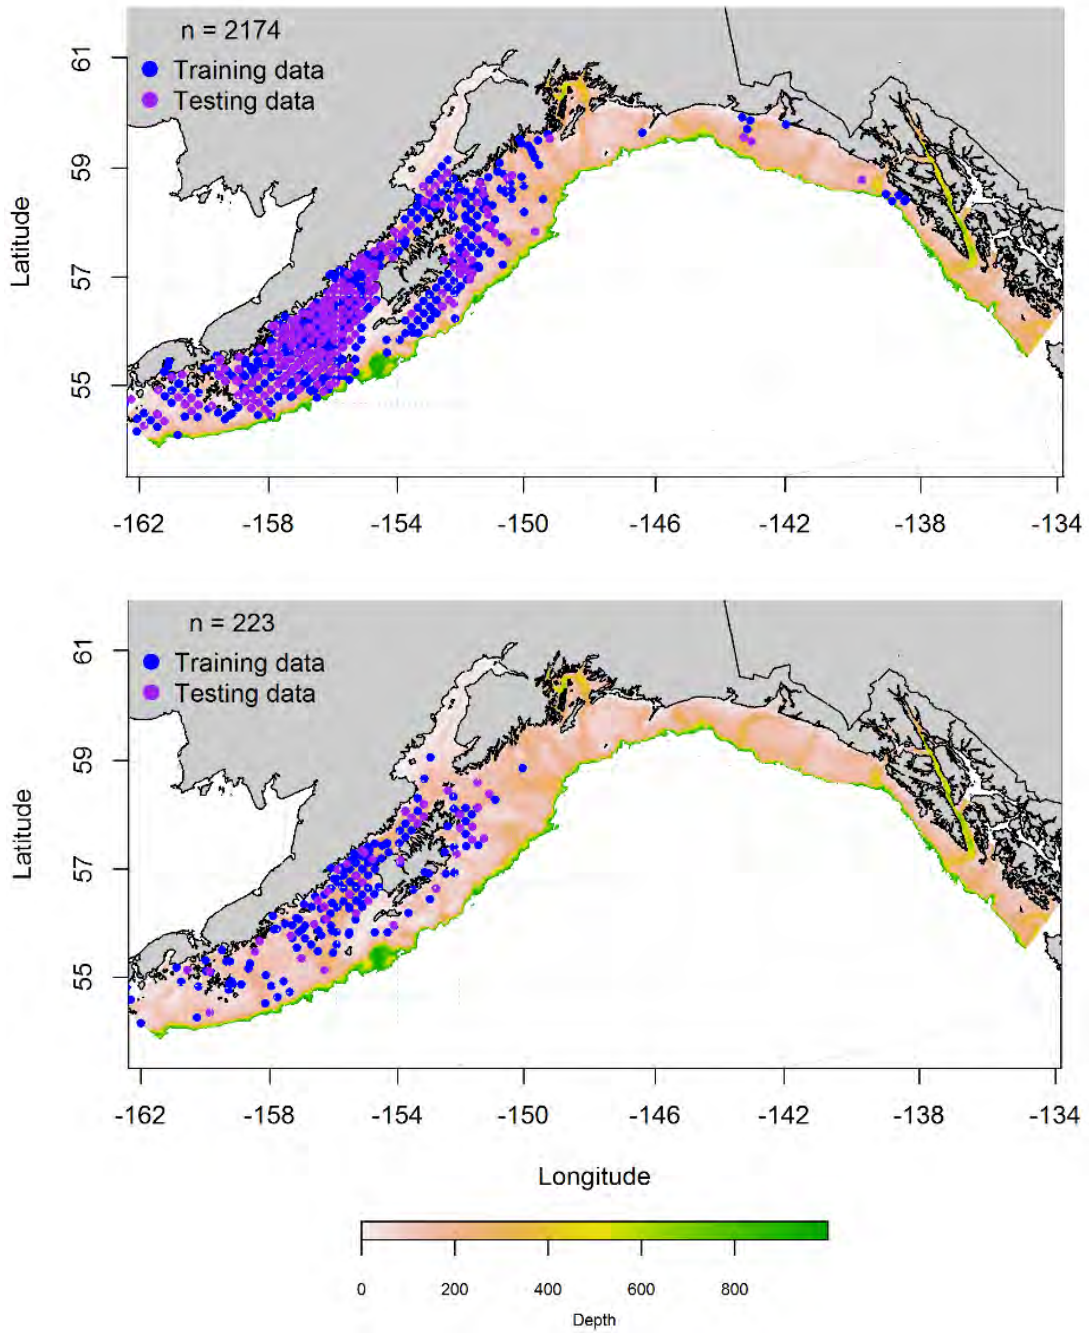 n = 2174
Training data
Testing data
61
59
57
55
Latitude
-162 -158 -154 -150 -146 -142 -138 -134
n = 223
Training data
Testing data
61
59
57
55
Latitude
-162 -158 -154 -150 -146 -142 -138 -134
Longitude
0 200 400 600 800
Depth